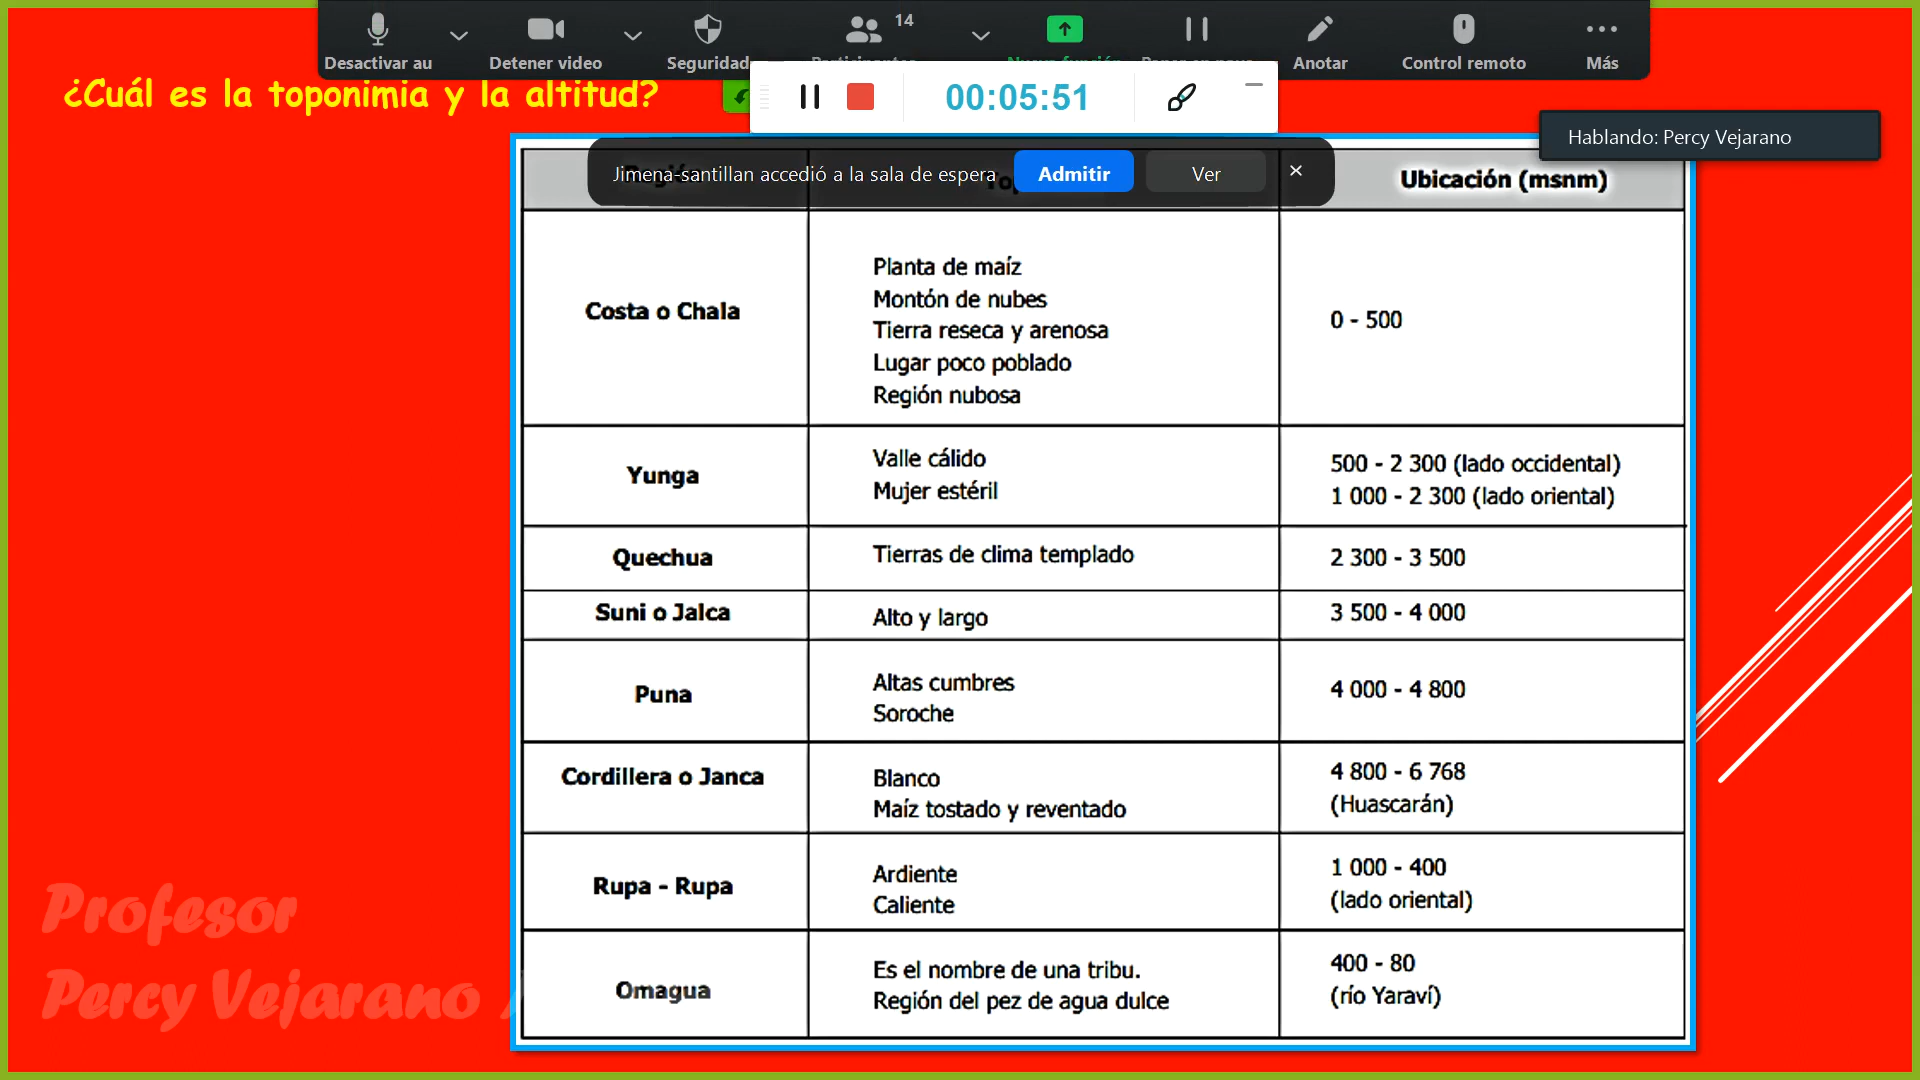 Desactivar au
Detener video
Seguridad
14
Anotar
Control remoto
Más
¿Cuál es la toponimia y la altitud?
00:05:51
Hablando: Percy Vejarano
Jimena-santillan accedió a la sala de espera
Admitir
Ver
Ubicación (msnm)
Costa o Chala
Planta de maíz
Montón de nubes
Tierra reseca y arenosa
Lugar poco poblado
Región nubosa
0 - 500
Yunga
Valle cálido
Mujer estéril
500 - 2 300 (lado occidental)
1 000 - 2 300 (lado oriental)
Quechua
Tierras de clima templado
2 300 - 3 500
Suni o Jalca
Alto y largo
3 500 - 4 000
Puna
Altas cumbres
Soroche
4 000 - 4 800
Cordillera o Janca
Blanco
Maíz tostado y reventado
4 800 - 6 768
(Huascarán)
Rupa - Rupa
Ardiente
Caliente
1 000 - 400
(lado oriental)
Omagua
Es el nombre de una tribu.
Región del pez de agua dulce
400 - 80
(río Yaraví)
Profesor
Percy Vejarano